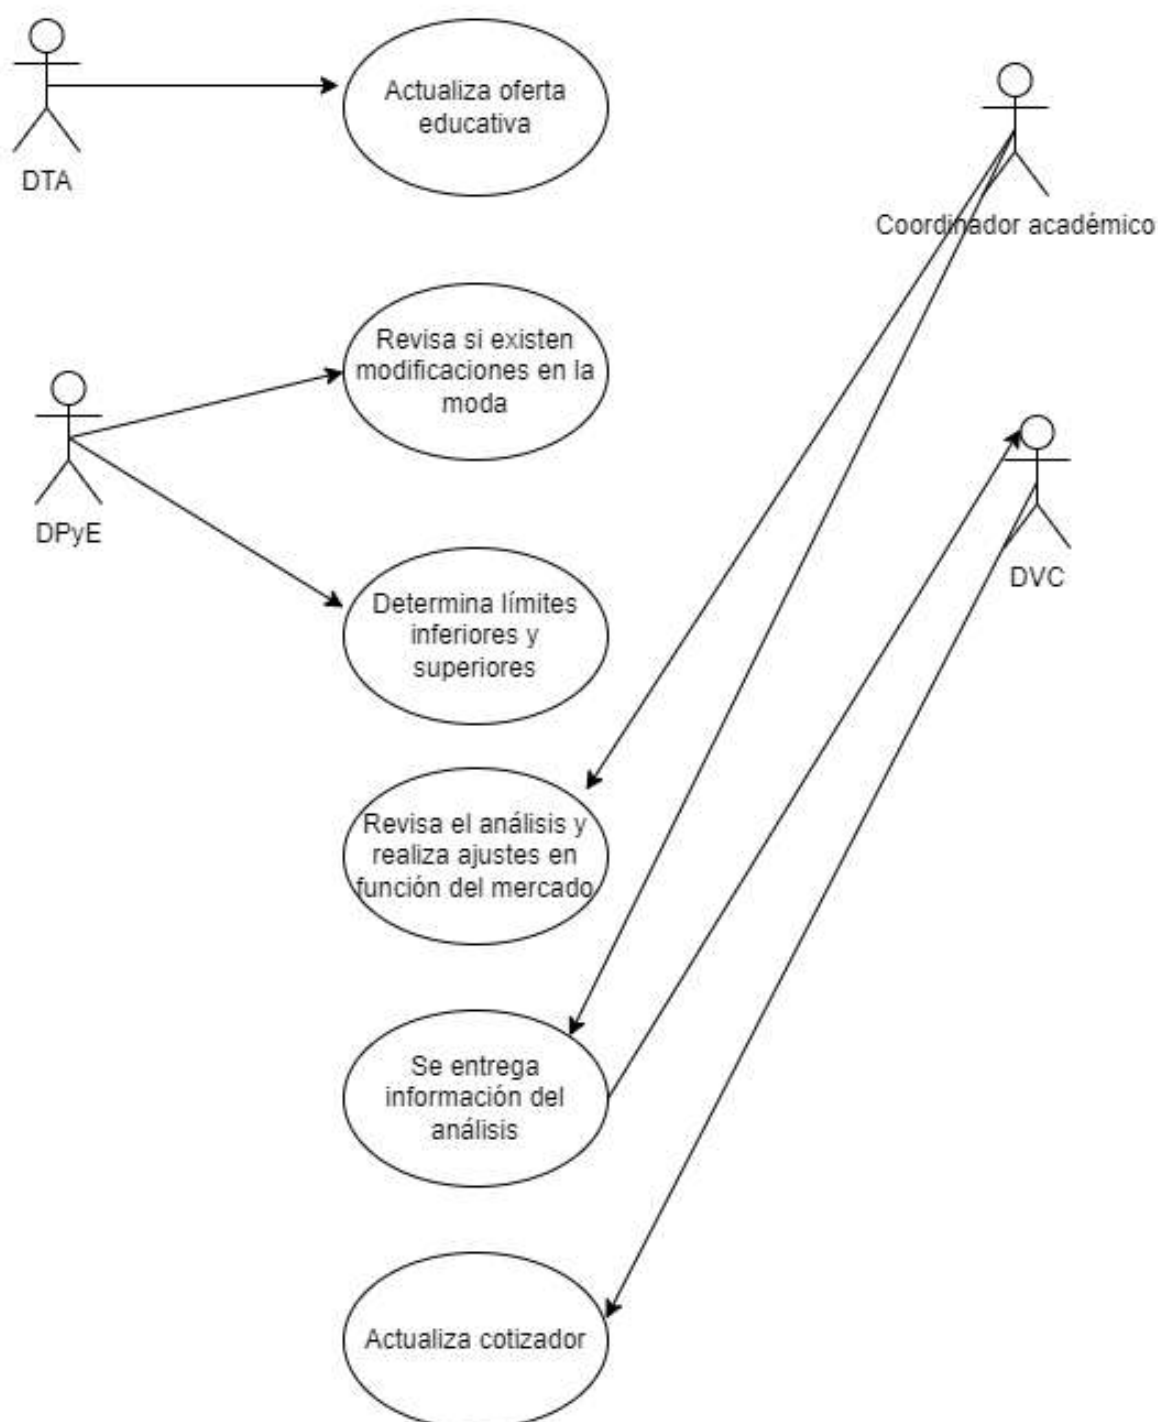 Actualiza oferta
educativa
DTA
Coordinador académico
Revisa si existen
modificaciones en la
moda
DPyE
DVC
Determina límites
inferiores y
superiores
Revisa el análisis y
realiza ajustes en
función del mercado
Se entrega
información del
análisis
Actualiza cotizador